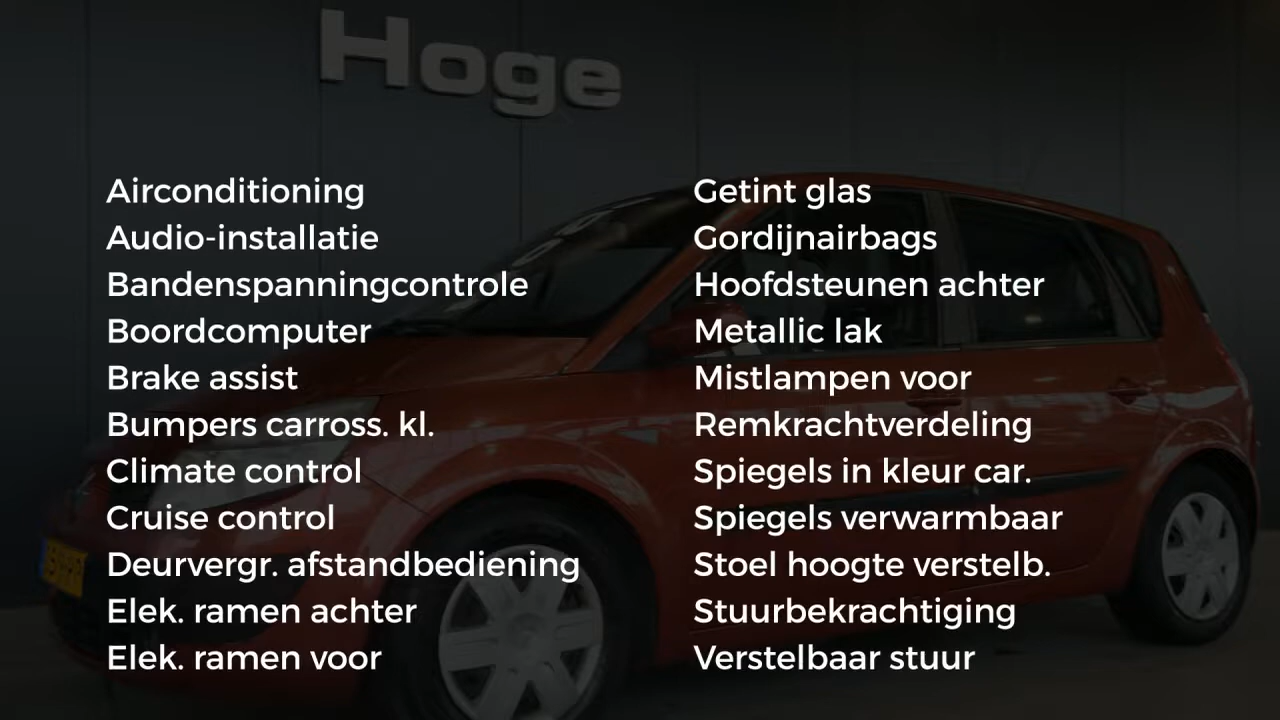 Hoge
Airconditioning
Audio-installatie
Bandenspanningcontrole
Boordcomputer
Brake assist
Bumpers carross. kl.
Climate control
Cruise control
Deurvergr. afstandbediening
Elek. ramen achter
Elek. ramen voor
Getint glas
Gordijnairbags
Hoofdsteunen achter
Metallic lak
Mistlampen voor
Remkrachtverdeling
Spiegels in kleur car.
Spiegels verwarmbaar
Stoel hoogte verstelb.
Stuurbekrachtiging
Verstelbaar stuur